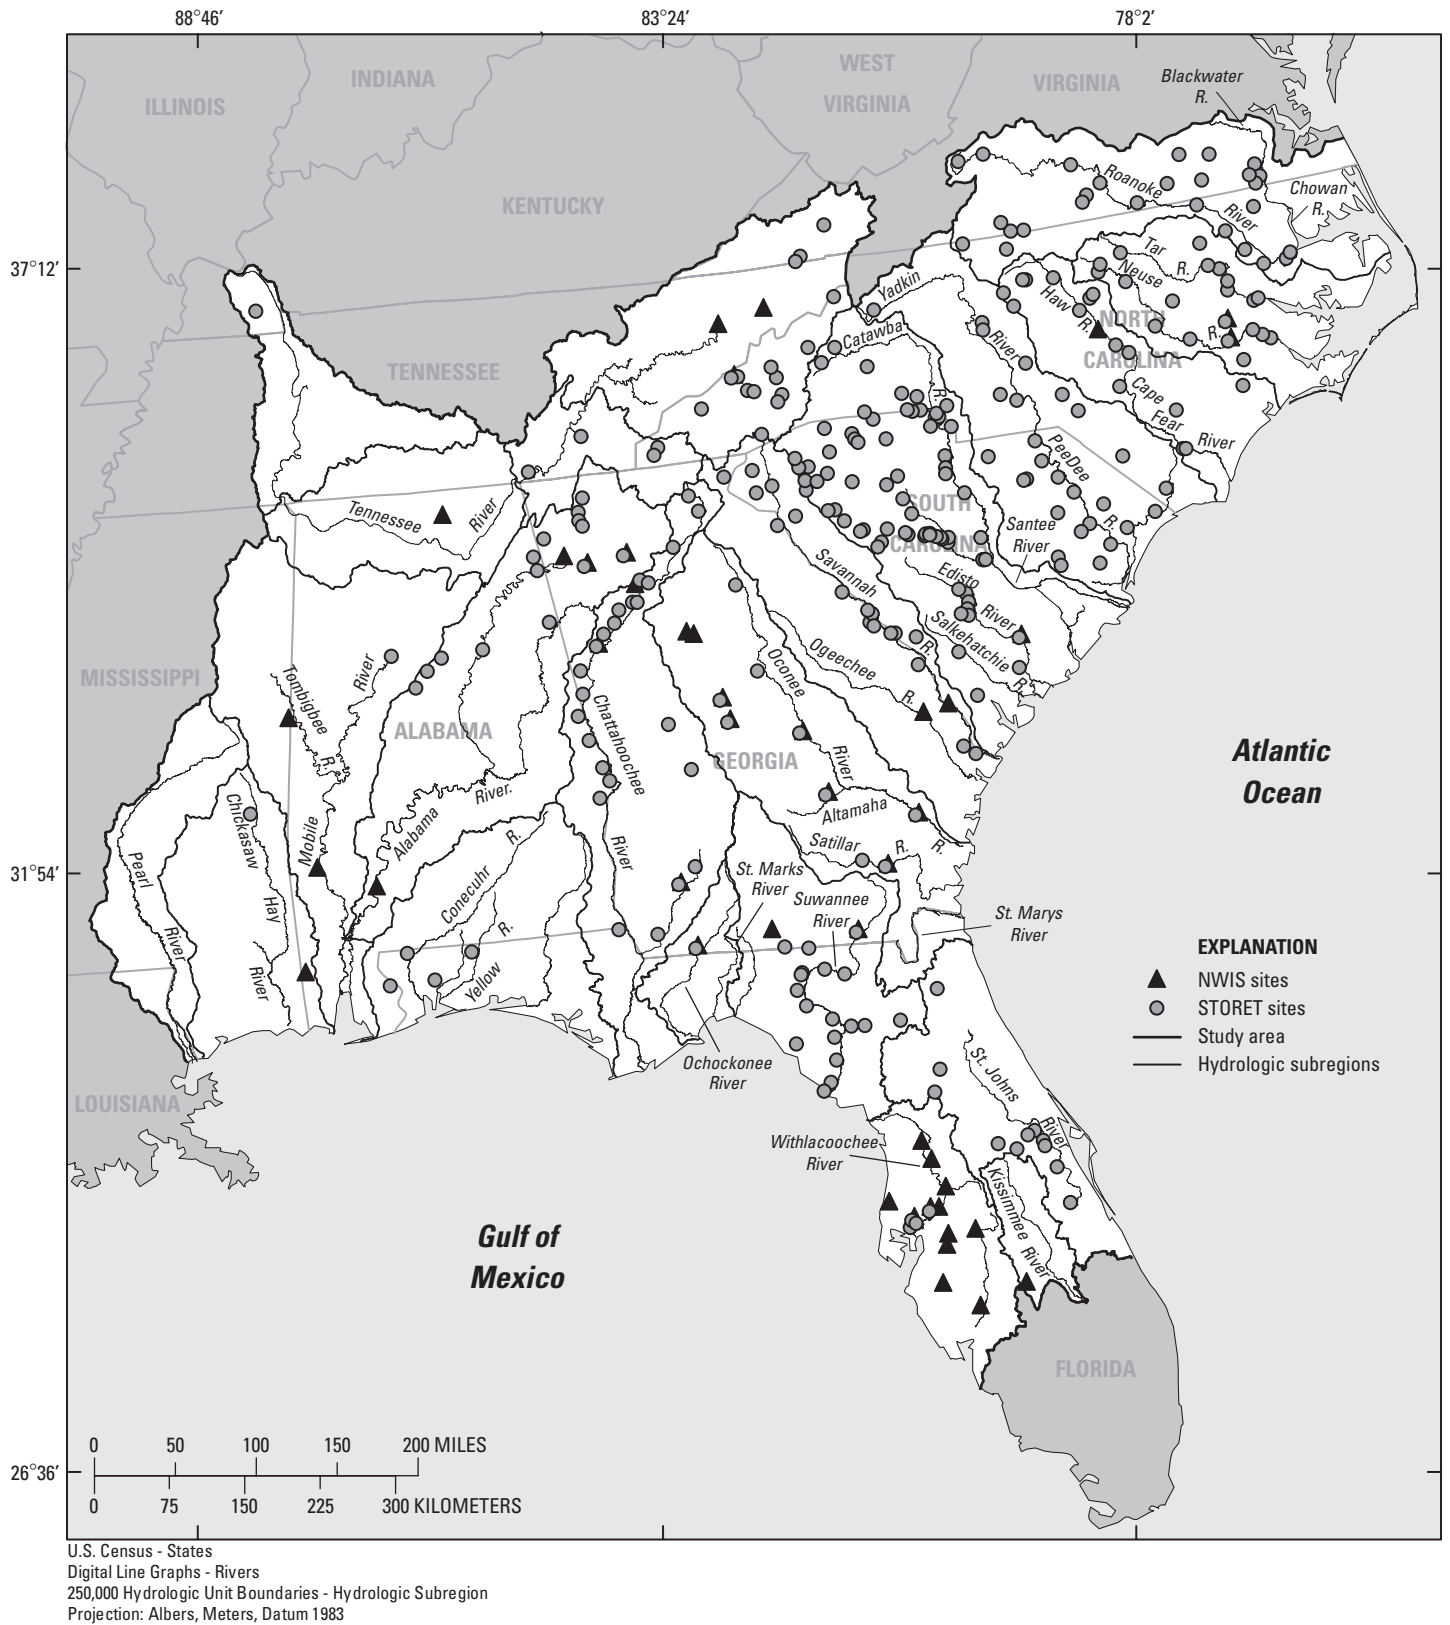 88°46′ 83°24′ 78°2′
WEST
VIRGINIA
VIRGINIA
INDIANA
ILLINOIS
Blackwater
R.
KENTUCKY
Roanoke
River
Chowan
R.
37°12′
Tar
R.
Neuse
R.
Yadkin
River
Haw
R.
NORTH
CAROLINA
Catawba
R.
TENNESSEE
Cape
Fear
River
PeeDee
R.
Tennessee
River
SOUTH
CAROLINA
Santee
River
Savannah
R.
Edisto
River
Salkehatchie
R.
Ogeechee
R.
Oconee
River
MISSISSIPPI
Tombigbee
R.
River
ALABAMA
Chattahoochee
River
GEORGIA
Atlantic
Ocean
Altamaha
R.
Satillar
R.
Chickasaw
Hay
River
Mobile
Alabama
River.
Pearl
River
31°54′
Conecuhr
R.
Yellow
R.
St. Marks
River
Suwannee
River
St. Marys
River
EXPLANATION
NWIS sites
STORET sites
Study area
Hydrologic subregions
Ochockonee
River
St. Johns
River
LOUISIANA
Withlacoochee
River
Kissimmee
River
Gulf of
Mexico
FLORIDA
0 50 100 150 200 MILES
26°36′
0 75 150 225 300 KILOMETERS
U.S. Census - States
Digital Line Graphs - Rivers
250,000 Hydrologic Unit Boundaries - Hydrologic Subregion
Projection: Albers, Meters, Datum 1983